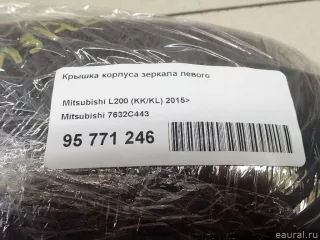 Крышка корпуса зеркала левого
Mitsubishi L200 (KK/KL) 2015>
Mitsubishi 7632C443
95 771 246
eaural.ru